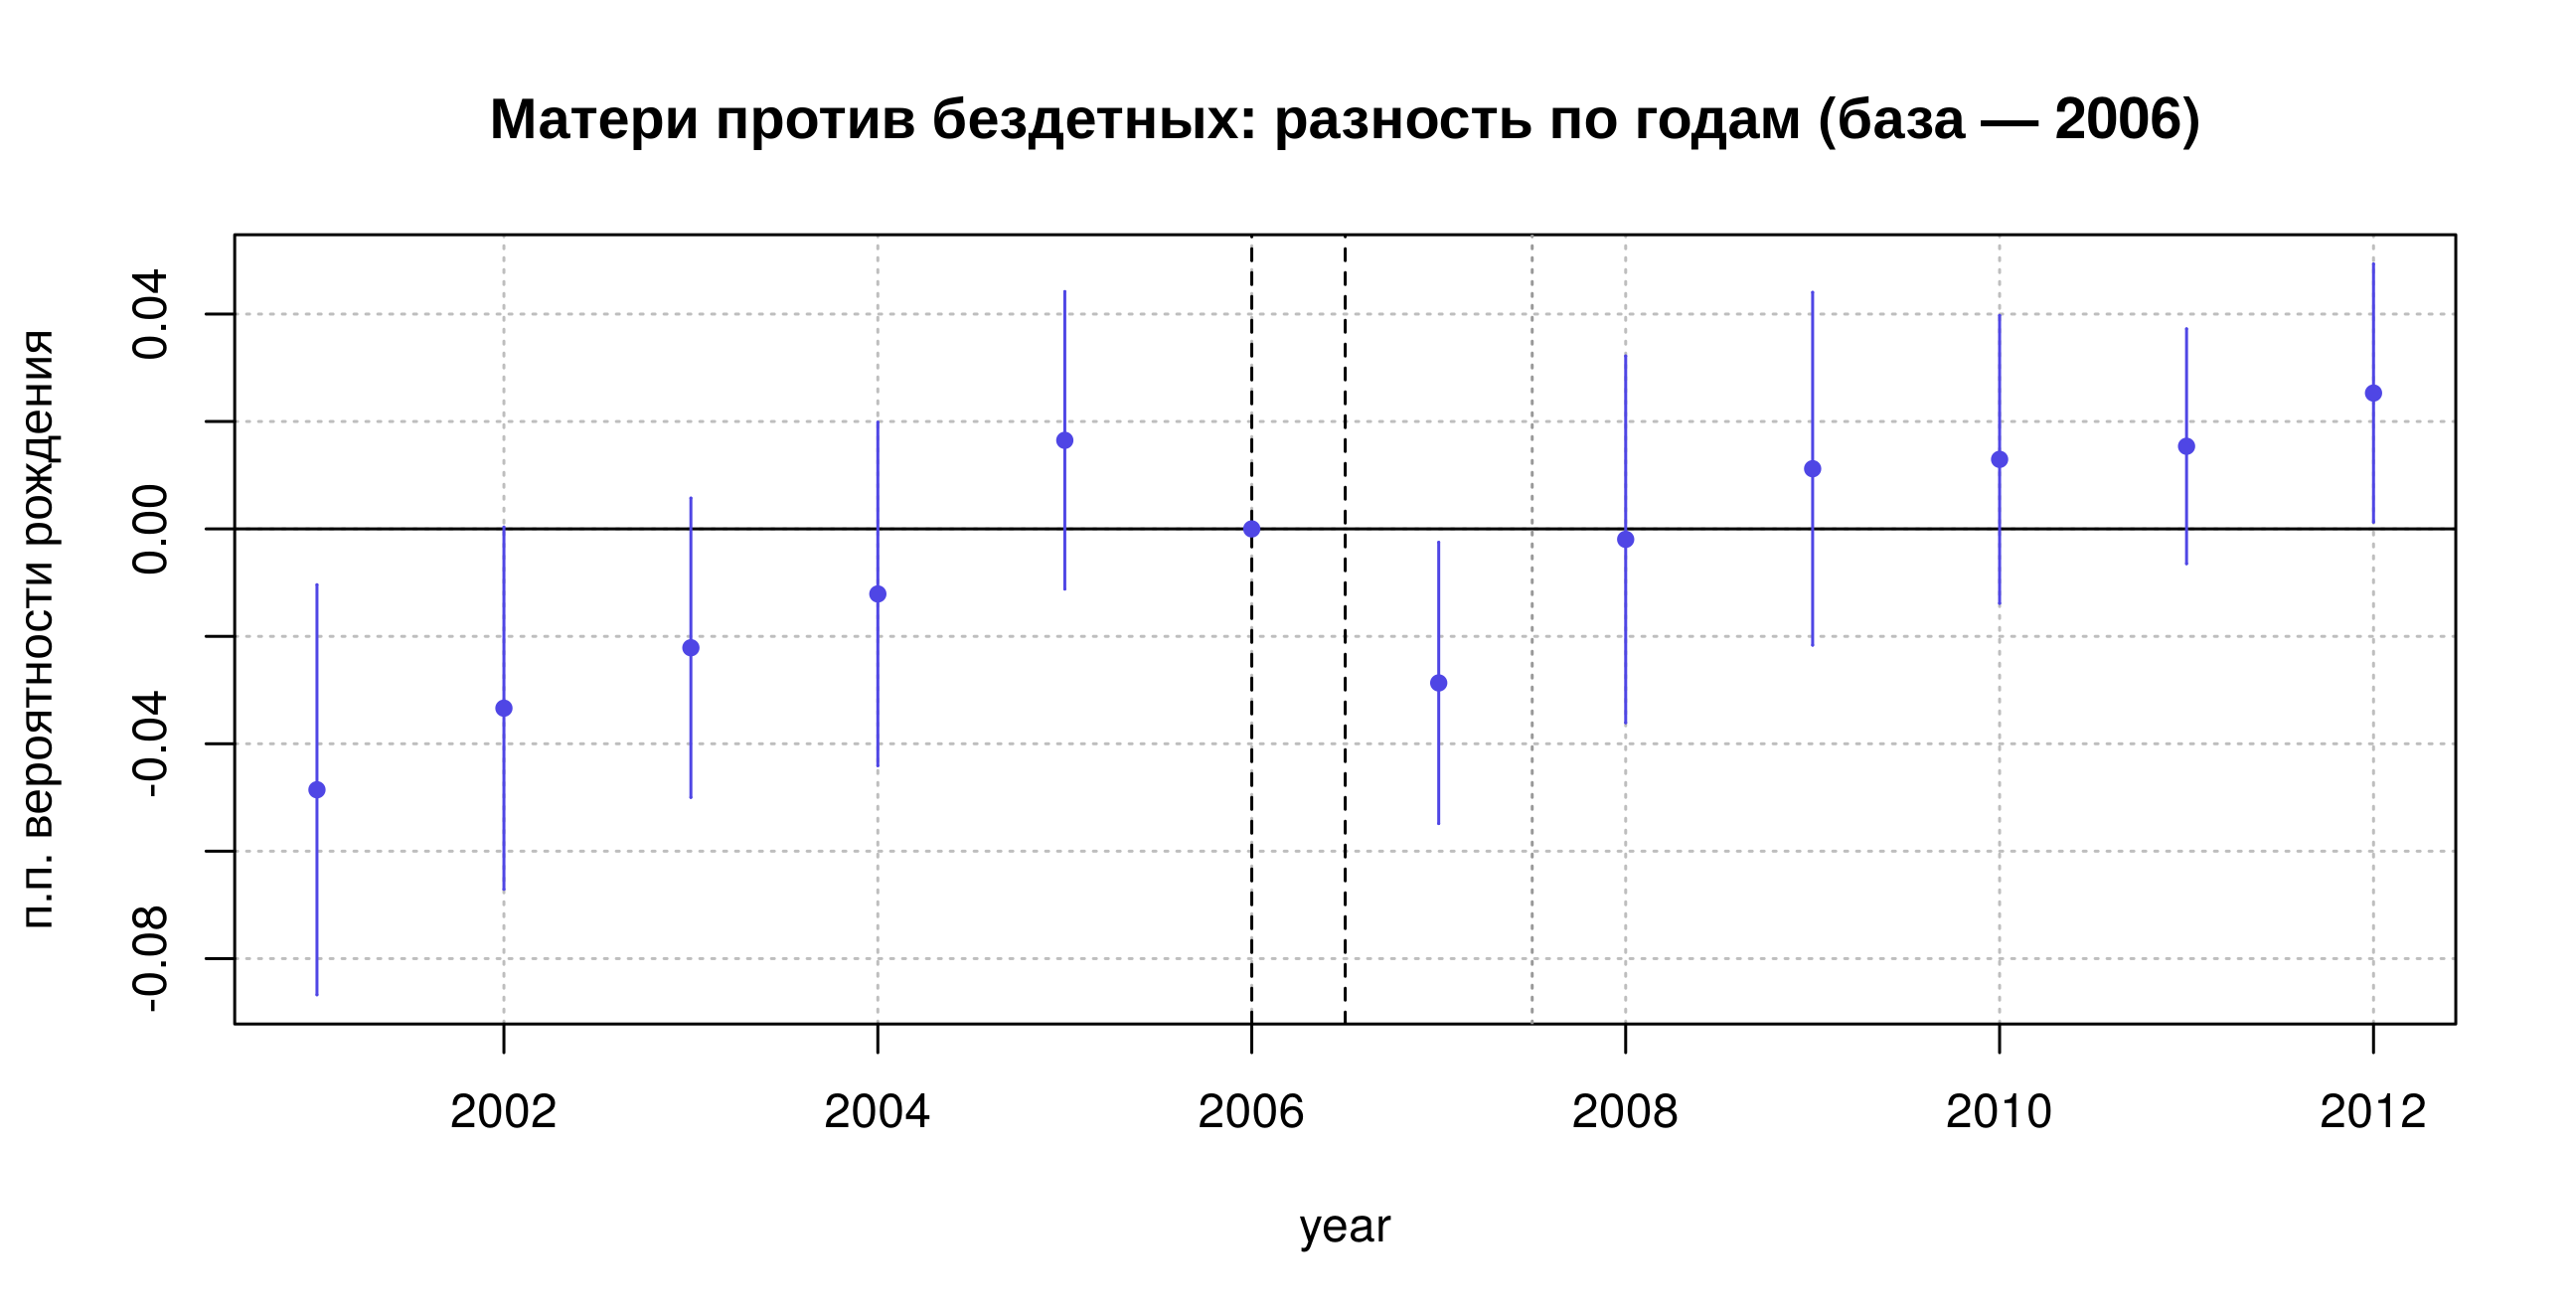 Матери против бездетных: разность по годам (база — 2006)
п.п. вероятности рождения
0.04
0.00
-0.04
-0.08
2002 2004 2006 2008 2010 2012
year